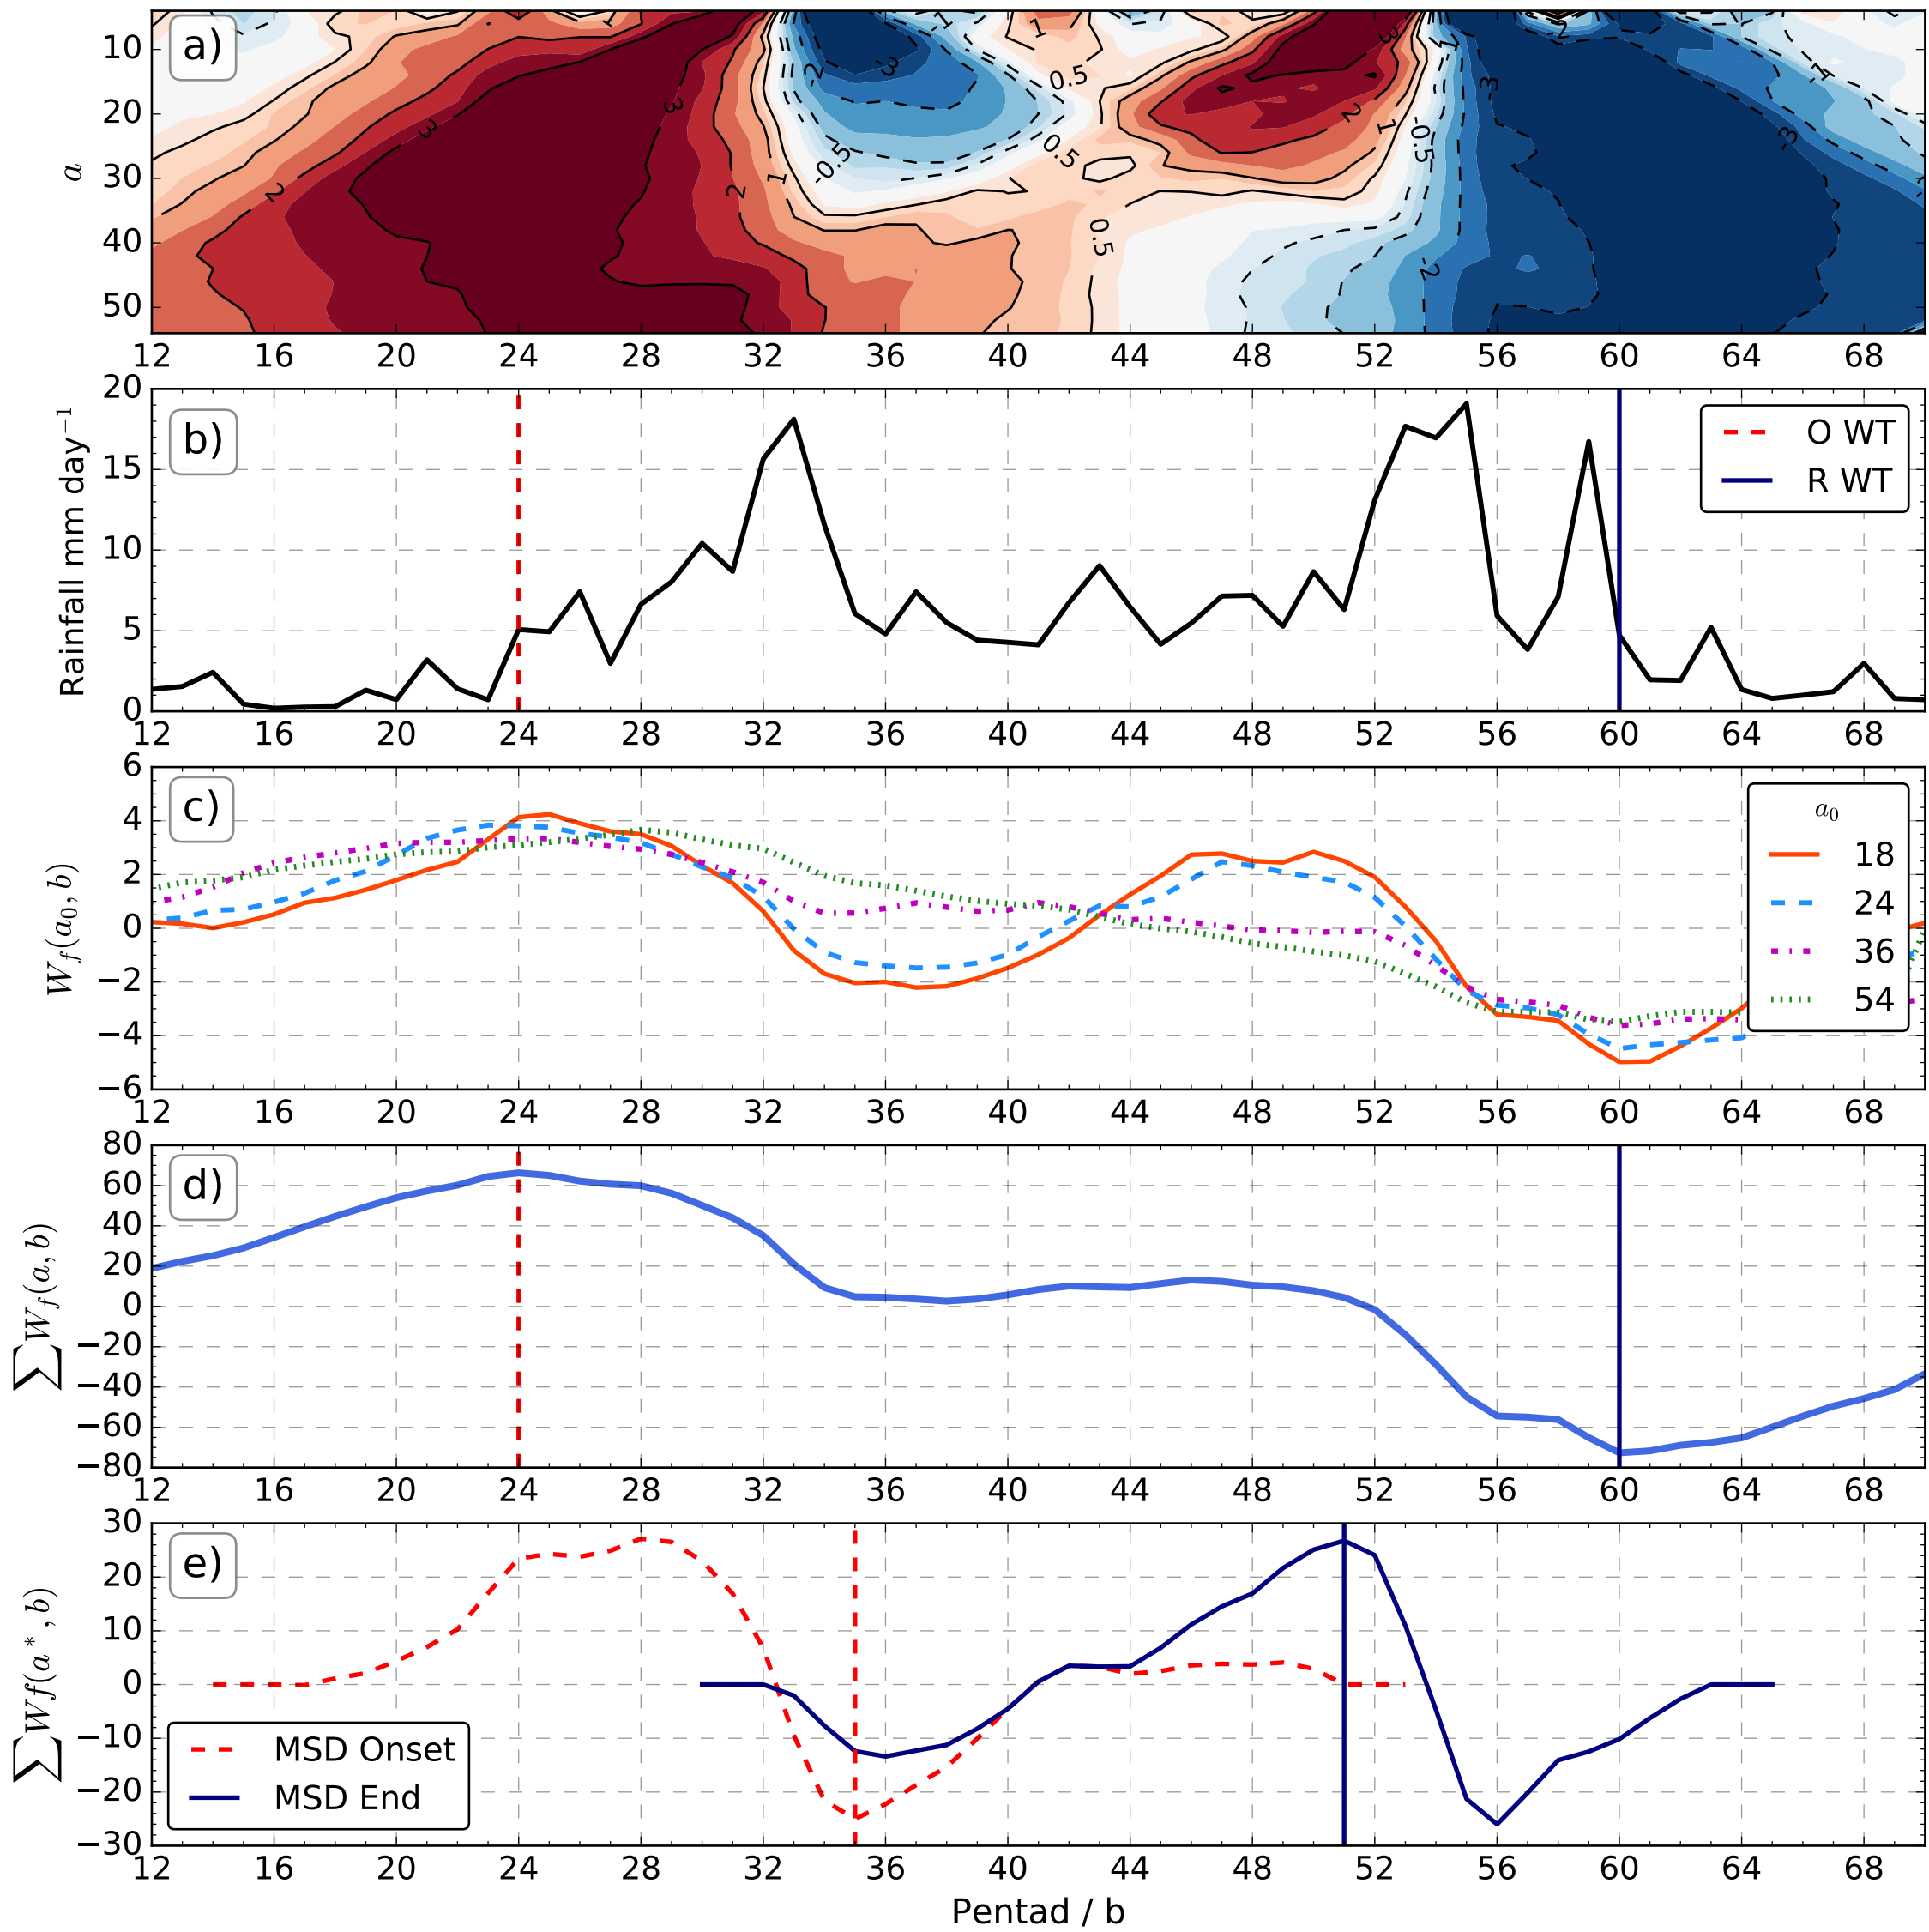 a)
a
10
20
30
40
50
1 1 1 3 1 1
2 3 0.5 3 3
3 3 2 1 0.5 3
2 2 1 -0.5 0.5 -3
0.5 2
12 16 20 24 28 32 36 40 44 48 52 56 60 64 68
b)
Rainfall mm day⁻¹
20
15
10
5
0
O WT
R WT
12 16 20 24 28 32 36 40 44 48 52 56 60 64 68
c)
W_f(a_0, b)
6
4
2
0
−2
−4
−6
a_0
18
24
36
54
12 16 20 24 28 32 36 40 44 48 52 56 60 64 68
d)
∑W_f(a, b)
80
60
40
20
0
−20
−40
−60
−80
12 16 20 24 28 32 36 40 44 48 52 56 60 64 68
e)
∑Wf(a*, b)
30
20
10
0
−10
−20
−30
MSD Onset
MSD End
12 16 20 24 28 32 36 40 44 48 52 56 60 64 68
Pentad / b